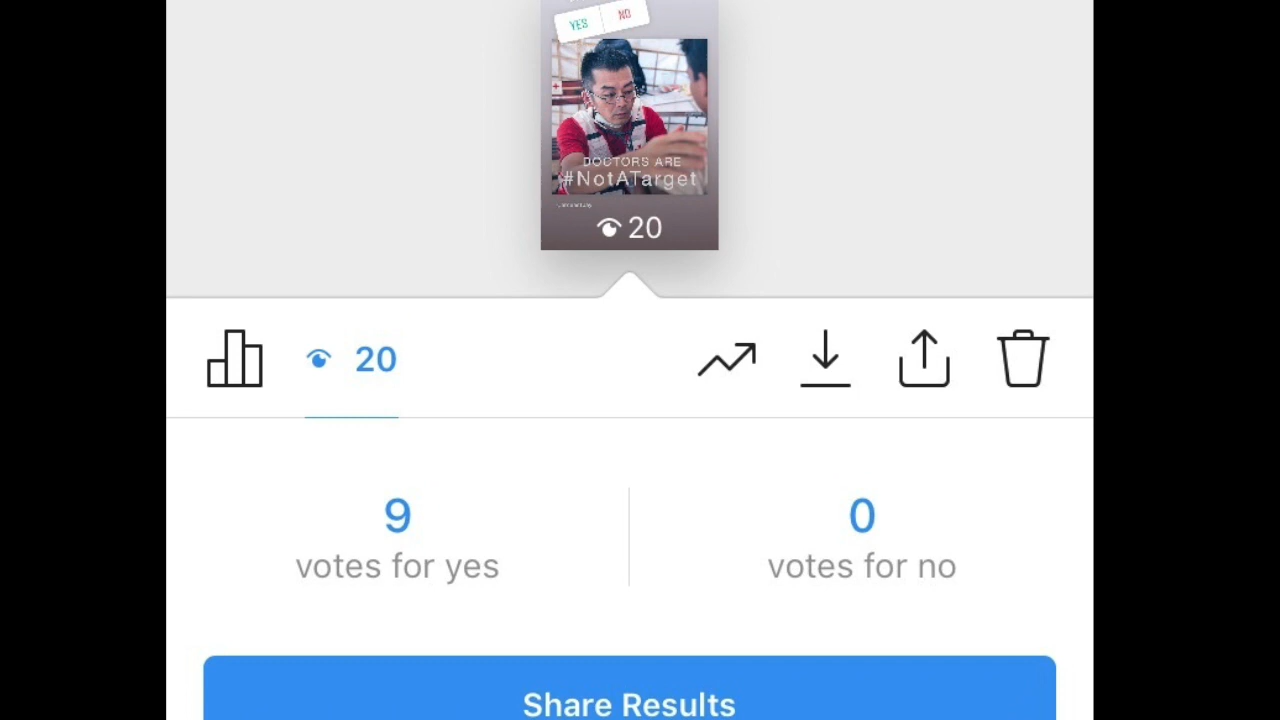 YES NO
DOCTORS ARE
#NotATarget
20
20
9 0
votes for yes votes for no
Share Results